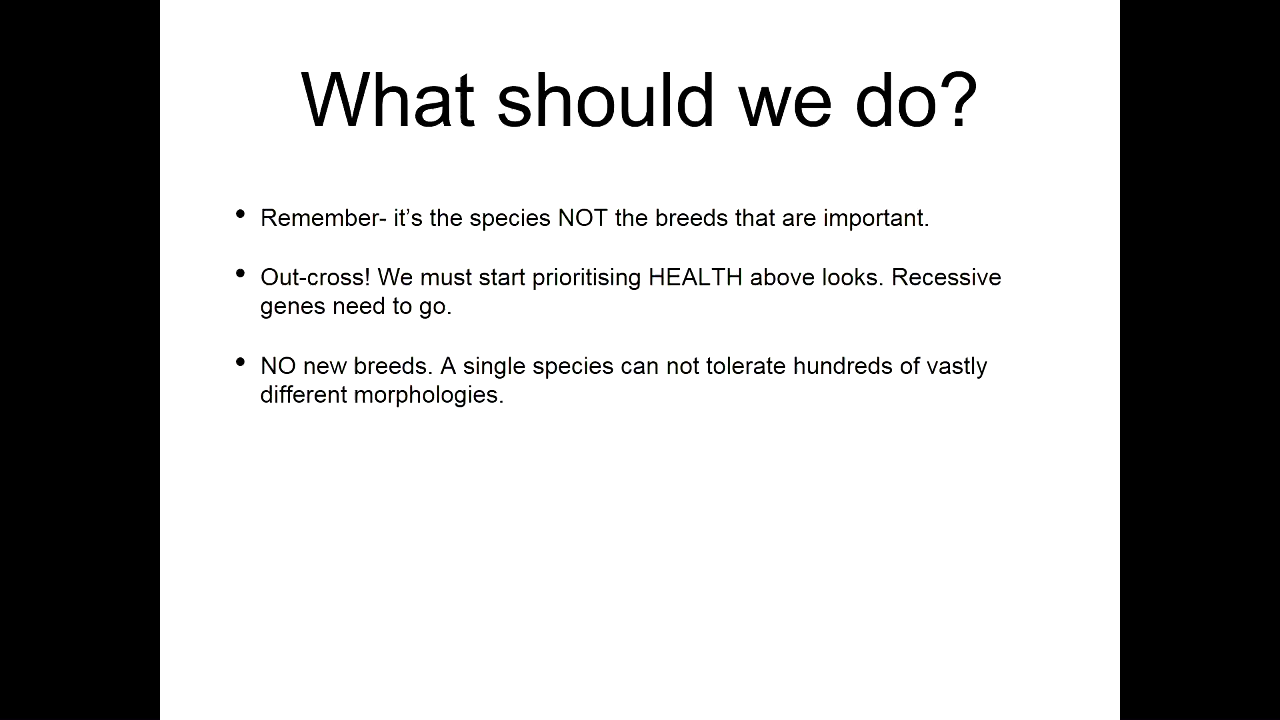 What should we do?
• Remember- it’s the species NOT the breeds that are important.
• Out-cross! We must start prioritising HEALTH above looks. Recessive
genes need to go.
• NO new breeds. A single species can not tolerate hundreds of vastly
different morphologies.